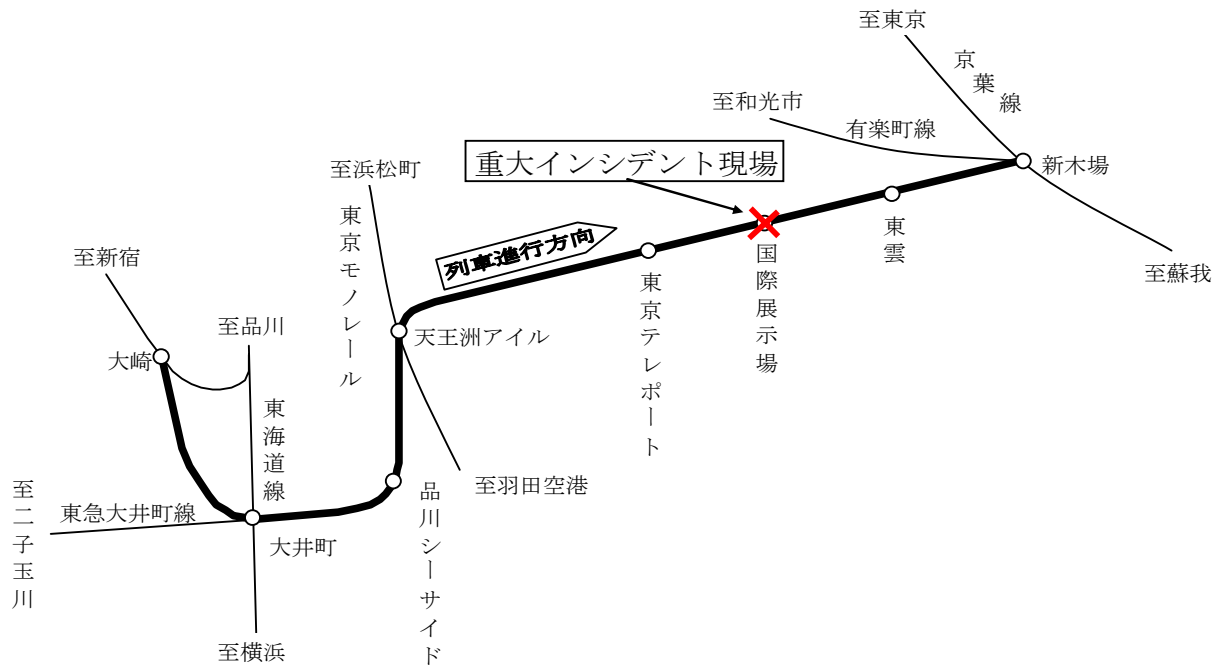 至東京
京葉線
至和光市
有楽町線
新木場
重大インシデント現場
至浜松町
東京モノレール
東雲
列車進行方向
国際展示場
至蘇我
至新宿
東京テレポート
至品川
天王洲アイル
大崎
東海道線
至羽田空港
至二子玉川
東急大井町線
品川シーサイド
大井町
至横浜